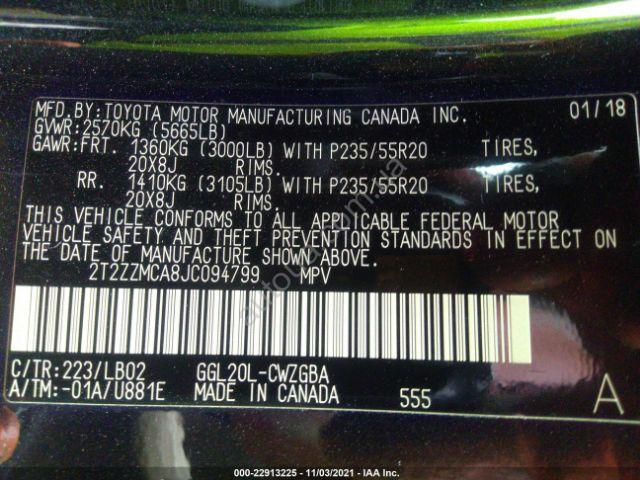 MFD.BY:TOYOTA MOTOR MANUFACTURING CANADA INC. 01/18
GVWR:2570KG (5665LB)
GAWR:FRT. 1360KG (3000LB) WITH P235/55R20 TIRES,
20X8J RIMS.
RR. 1410KG (3105LB) WITH P235/55R20 TIRES,
20X8J RIMS.
THIS VEHICLE CONFORMS TO ALL APPLICABLE FEDERAL MOTOR
VEHICLE SAFETY AND THEFT PREVENTION STANDARDS IN EFFECT ON
THE DATE OF MANUFACTURE SHOWN ABOVE.
2T2ZZMCA8JC094799 MPV
C/TR:223/LB02 GGL20L-CWZGBA
A/TM:-01A/U881E MADE IN CANADA 555 A
000-22913225 - 11/03/2021 - IAA Inc.